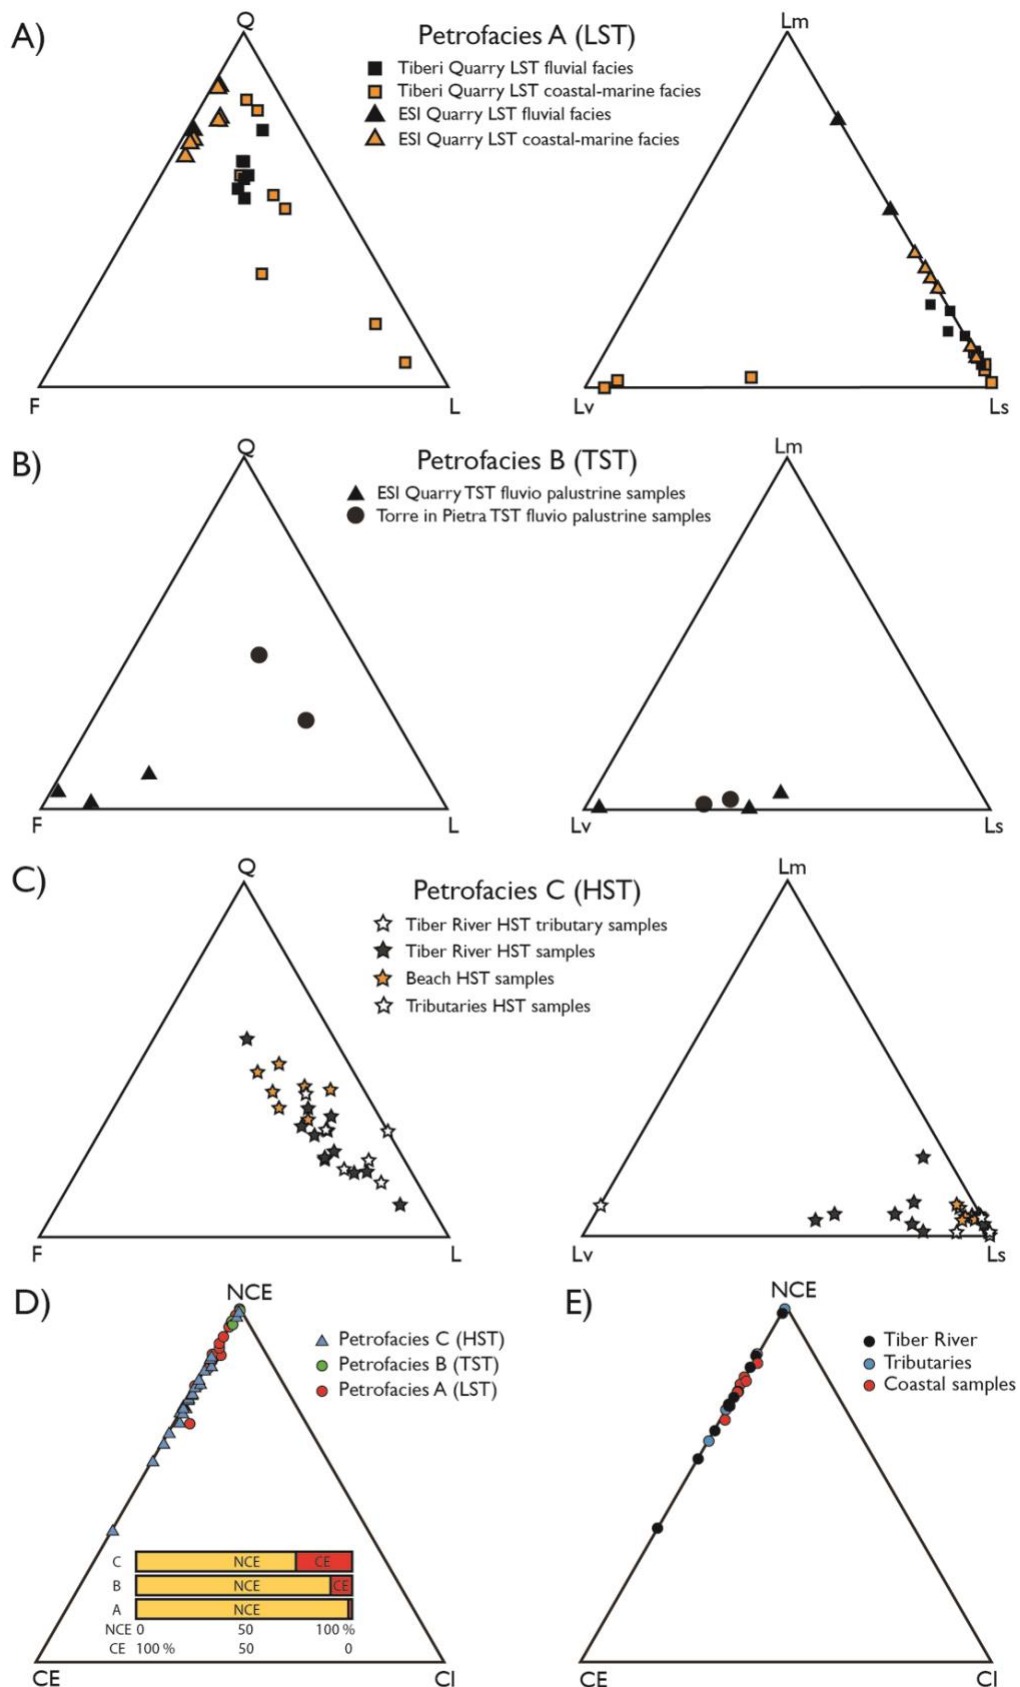 A)
Q
Petrofacies A (LST)
Lm
Tiberi Quarry LST fluvial facies
Tiberi Quarry LST coastal-marine facies
ESI Quarry LST fluvial facies
ESI Quarry LST coastal-marine facies
F
L
Lv
Ls
B)
Q
Petrofacies B (TST)
Lm
ESI Quarry TST fluvio palustrine samples
Torre in Pietra TST fluvio palustrine samples
F
L
Lv
Ls
C)
Q
Petrofacies C (HST)
Lm
Tiber River HST tributary samples
Tiber River HST samples
Beach HST samples
Tributaries HST samples
F
L
Lv
Ls
D)
NCE
Petrofacies C (HST)
Petrofacies B (TST)
Petrofacies A (LST)
C NCE CE
B NCE CE
A NCE
NCE 0 50 100 %
CE 100 % 50 0
CE
CI
E)
NCE
Tiber River
Tributaries
Coastal samples
CE
CI